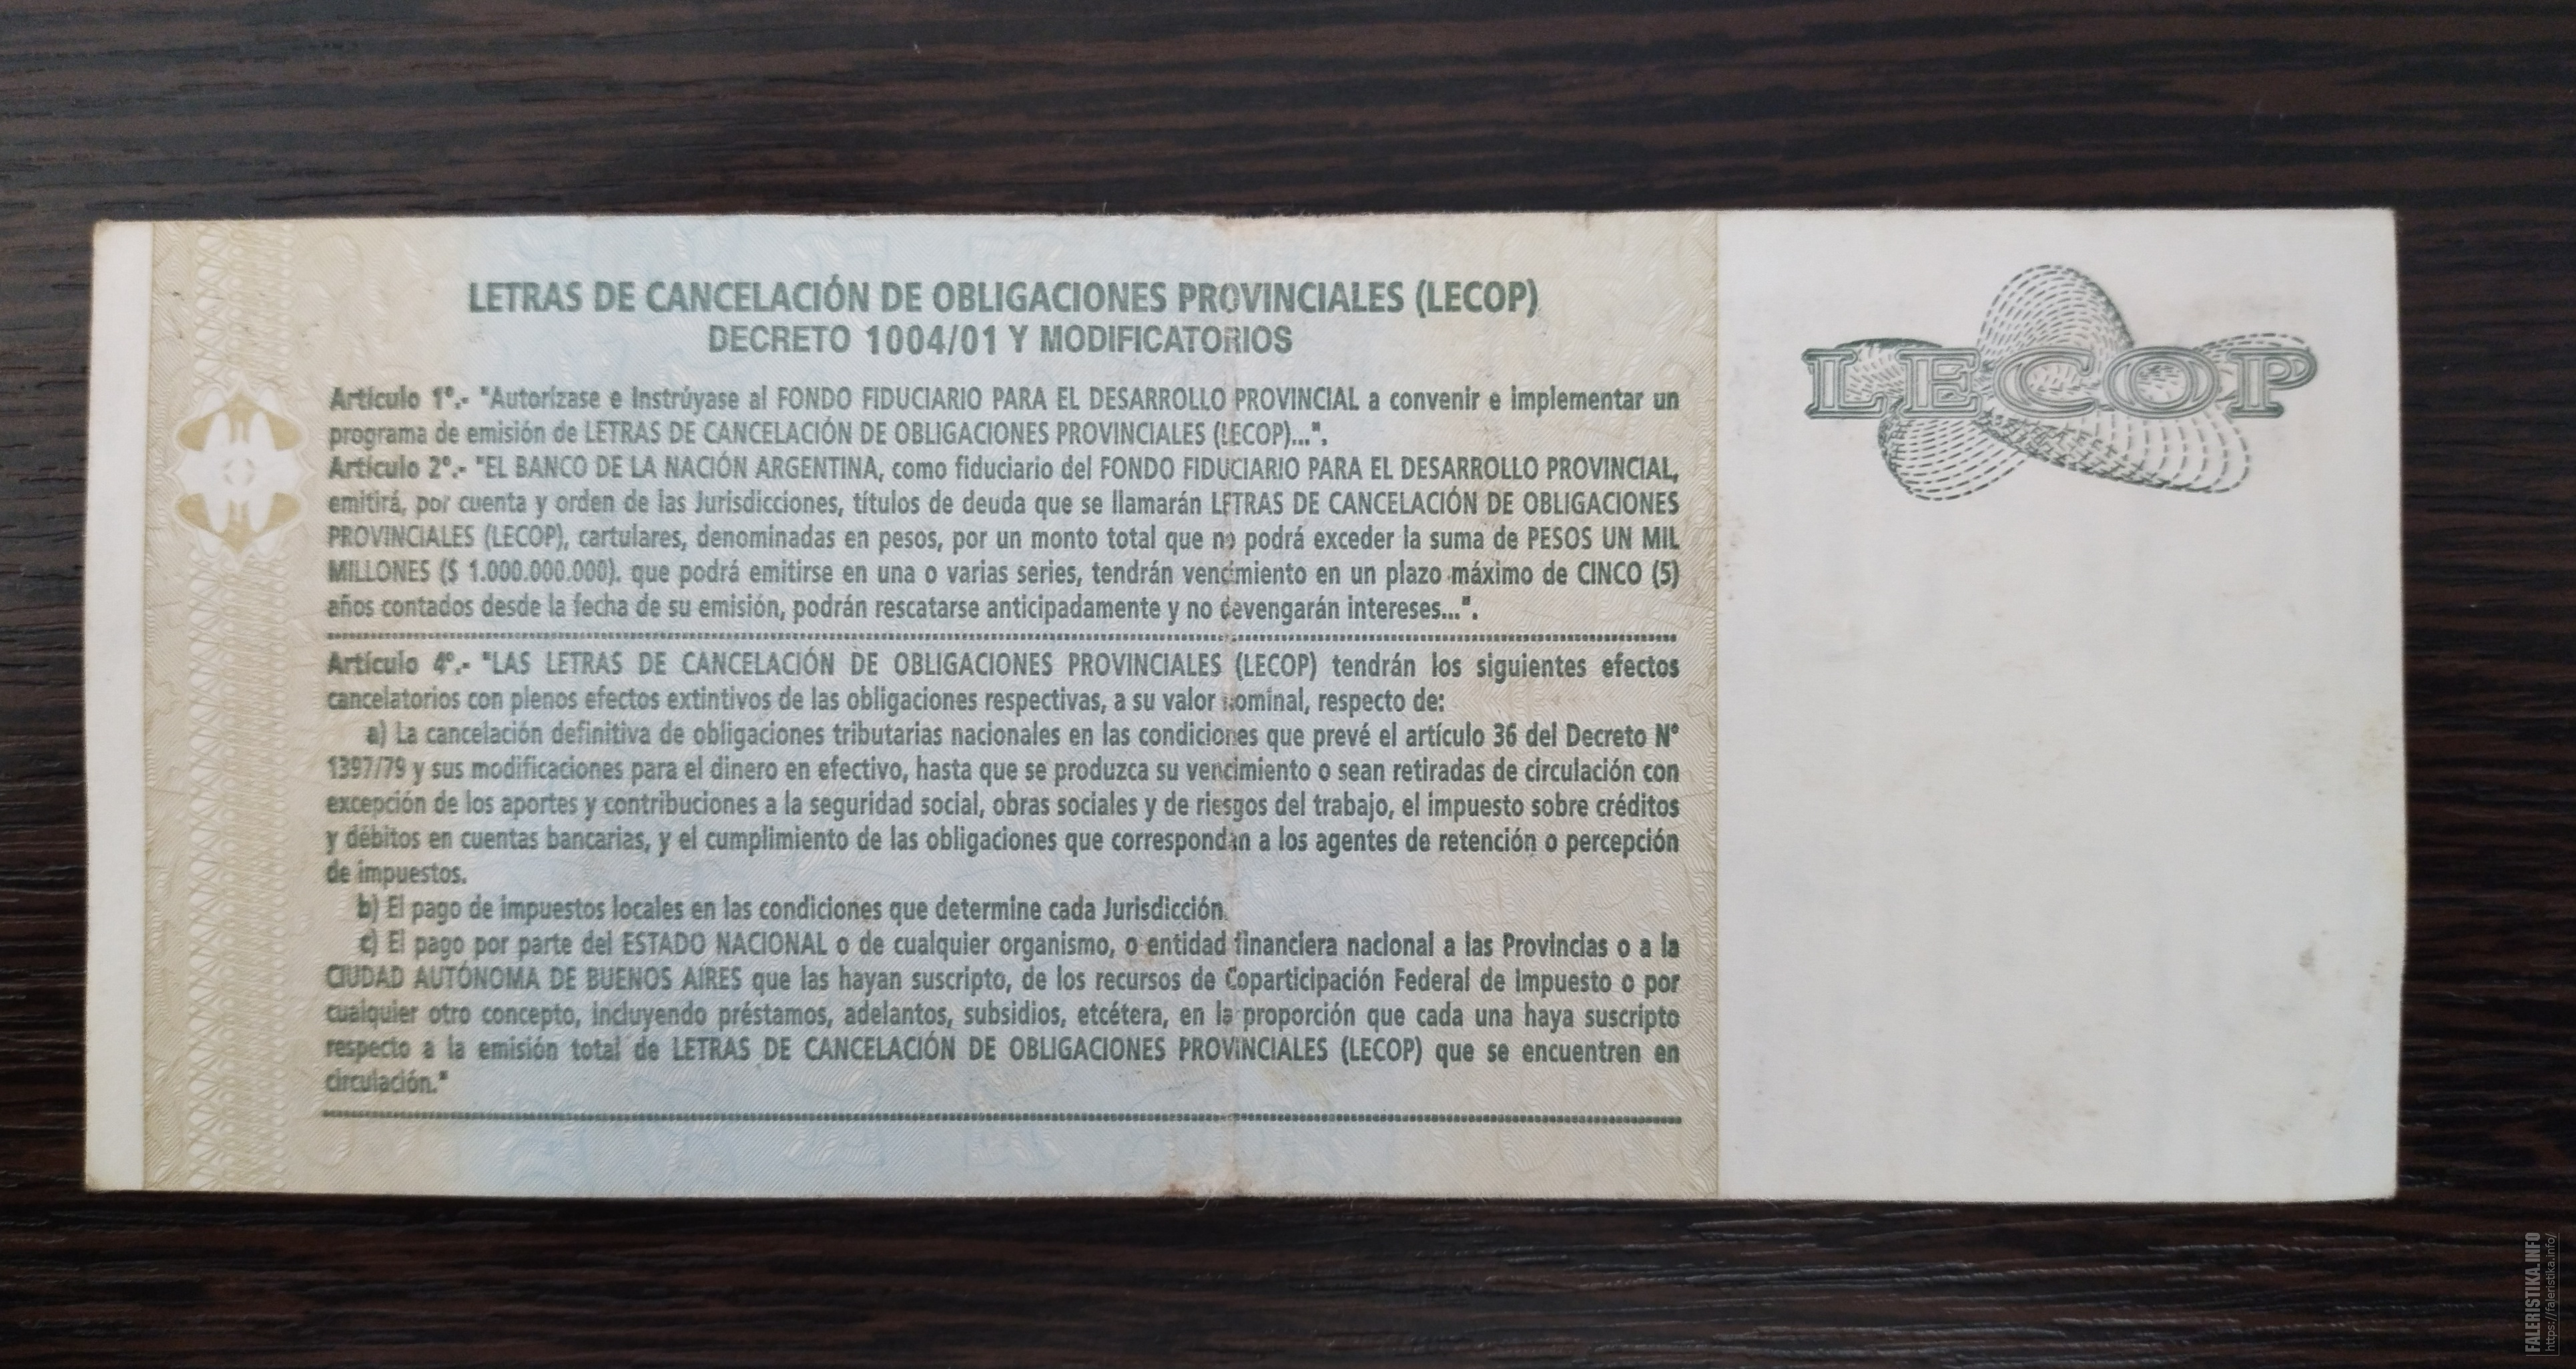 LETRAS DE CANCELACIÓN DE OBLIGACIONES PROVINCIALES (LECOP)
DECRETO 1004/01 Y MODIFICATORIOS
Artículo 1º.- "Autorízase e Instrúyase al FONDO FIDUCIARIO PARA EL DESARROLLO PROVINCIAL a convenir e implementar un
programa de emisión de LETRAS DE CANCELACIÓN DE OBLIGACIONES PROVINCIALES (LECOP)...".
Artículo 2º.- "EL BANCO DE LA NACIÓN ARGENTINA, como fiduciario del FONDO FIDUCIARIO PARA EL DESARROLLO PROVINCIAL,
emitirá, por cuenta y orden de las Jurisdicciones, títulos de deuda que se llamarán LETRAS DE CANCELACIÓN DE OBLIGACIONES
PROVINCIALES (LECOP), cartulares, denominadas en pesos, por un monto total que no podrá exceder la suma de PESOS UN MIL
MILLONES ($ 1.000.000.000). que podrá emitirse en una o varias series, tendrán vencimiento en un plazo máximo de CINCO (5)
años contados desde la fecha de su emisión, podrán rescatarse anticipadamente y no devengarán intereses...".
Artículo 4º.- "LAS LETRAS DE CANCELACIÓN DE OBLIGACIONES PROVINCIALES (LECOP) tendrán los siguientes efectos
cancelatorios con plenos efectos extintivos de las obligaciones respectivas, a su valor nominal, respecto de:
a) La cancelación definitiva de obligaciones tributarias nacionales en las condiciones que prevé el artículo 36 del Decreto Nº
1397/79 y sus modificaciones para el dinero en efectivo, hasta que se produzca su vencimiento o sean retiradas de circulación con
excepción de los aportes y contribuciones a la seguridad social, obras sociales y de riesgos del trabajo, el impuesto sobre créditos
y débitos en cuentas bancarias, y el cumplimiento de las obligaciones que correspondan a los agentes de retención o percepción
de impuestos.
b) El pago de impuestos locales en las condiciones que determine cada Jurisdicción.
c) El pago por parte del ESTADO NACIONAL o de cualquier organismo, o entidad financiera nacional a las Provincias o a la
CIUDAD AUTÓNOMA DE BUENOS AIRES que las hayan suscripto, de los recursos de Coparticipación Federal de Impuesto o por
cualquier otro concepto, incluyendo préstamos, adelantos, subsidios, etcétera, en la proporción que cada una haya suscripto
respecto a la emisión total de LETRAS DE CANCELACIÓN DE OBLIGACIONES PROVINCIALES (LECOP) que se encuentren en
circulación."
LECOP
FALERISTIKA.INFO
https://faleristika.info/